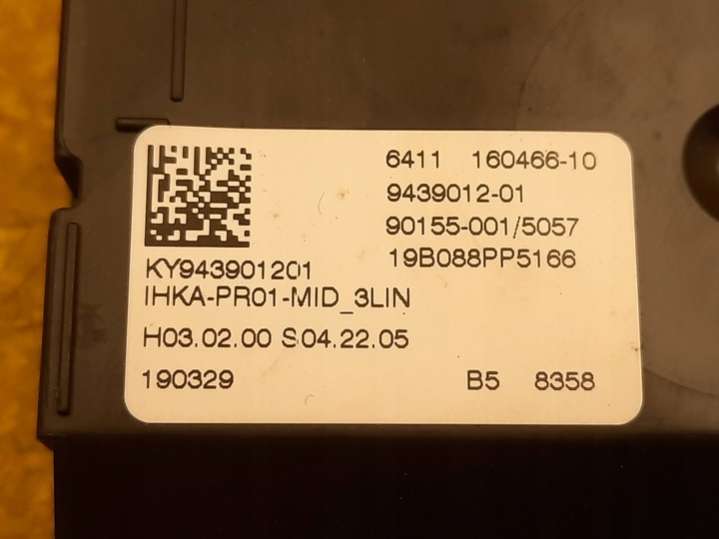 6411 160466-10
9439012-01
90155-001/5057
19B088PP5166
KY943901201
IHKA-PR01-MID_3LIN
H03.02.00 S04.22.05
190329 B5 8358